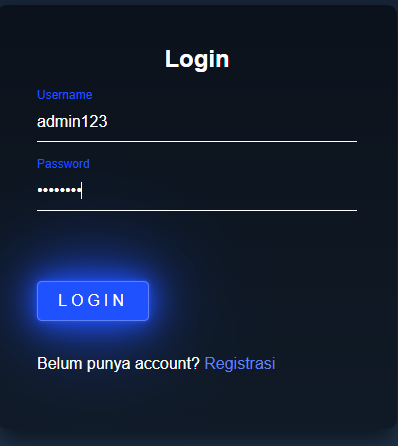 Login
Username
admin123
Password
••••••••
LOGIN
Belum punya account? Registrasi